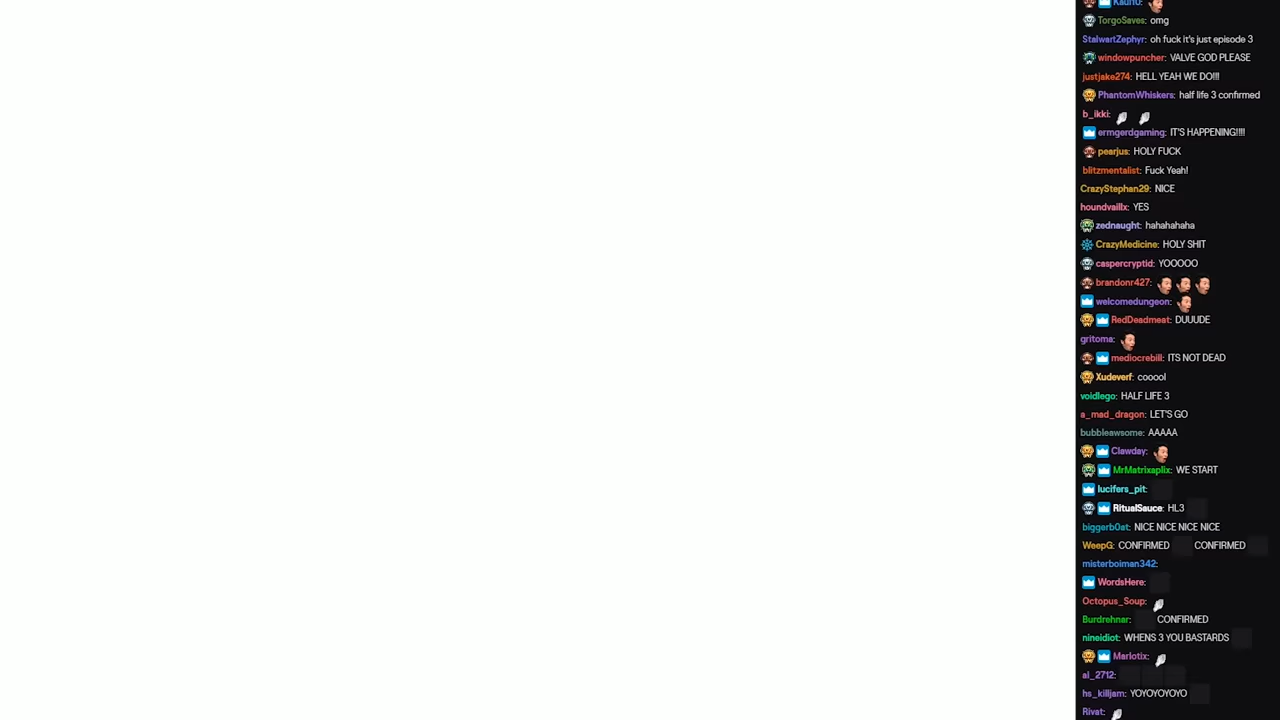 Kaul10:
TorgoSaves: omg
StalwartZephyr: oh fuck it's just episode 3
windowpuncher: VALVE GOD PLEASE
justjake274: HELL YEAH WE DO!!!
PhantomWhiskers: half life 3 confirmed
b_ikki:
ermgerdgaming: IT'S HAPPENING!!!!
pearjus: HOLY FUCK
blitzmentalist: Fuck Yeah!
CrazyStephan29: NICE
houndvaillx: YES
zednaught: hahahahaha
CrazyMedicine: HOLY SHIT
caspercryptid: YOOOOO
brandonr427:
welcomedungeon:
RedDeadmeat: DUUUDE
gritoma:
mediocrebill: ITS NOT DEAD
Xudeverf: cooool
voidlego: HALF LIFE 3
a_mad_dragon: LET'S GO
bubbleawsome: AAAAA
Clawday:
MrMatrixaplix: WE START
lucifers_pit:
RitualSauce: HL3
biggerb0at: NICE NICE NICE NICE
WeepG: CONFIRMED CONFIRMED
misterboiman342:
WordsHere:
Octopus_Soup:
Burdrehnar: CONFIRMED
nineidiot: WHENS 3 YOU BASTARDS
Marlotix:
al_2712:
hs_killjam: YOYOYOYOYO
Rivat: